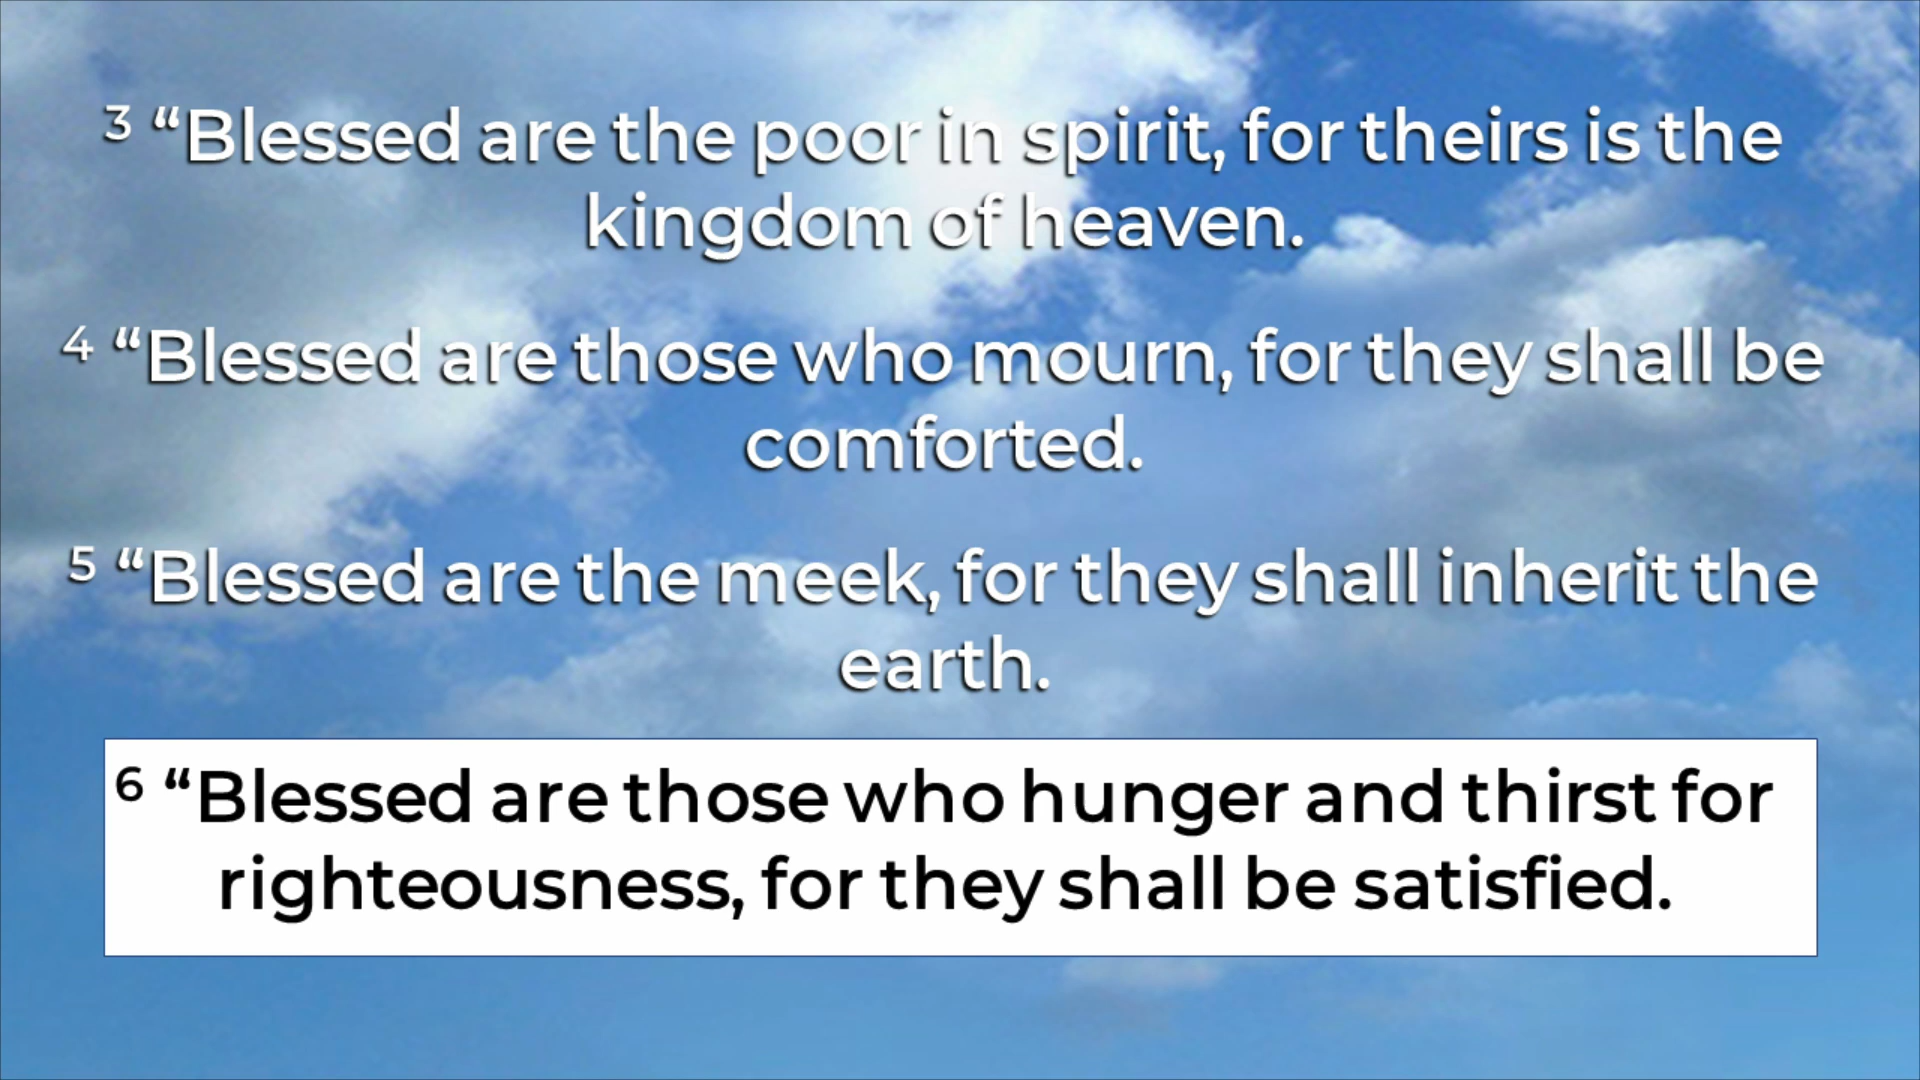 3 “Blessed are the poor in spirit, for theirs is the
kingdom of heaven.
4 “Blessed are those who mourn, for they shall be
comforted.
5 “Blessed are the meek, for they shall inherit the
earth.
6 “Blessed are those who hunger and thirst for
righteousness, for they shall be satisfied.